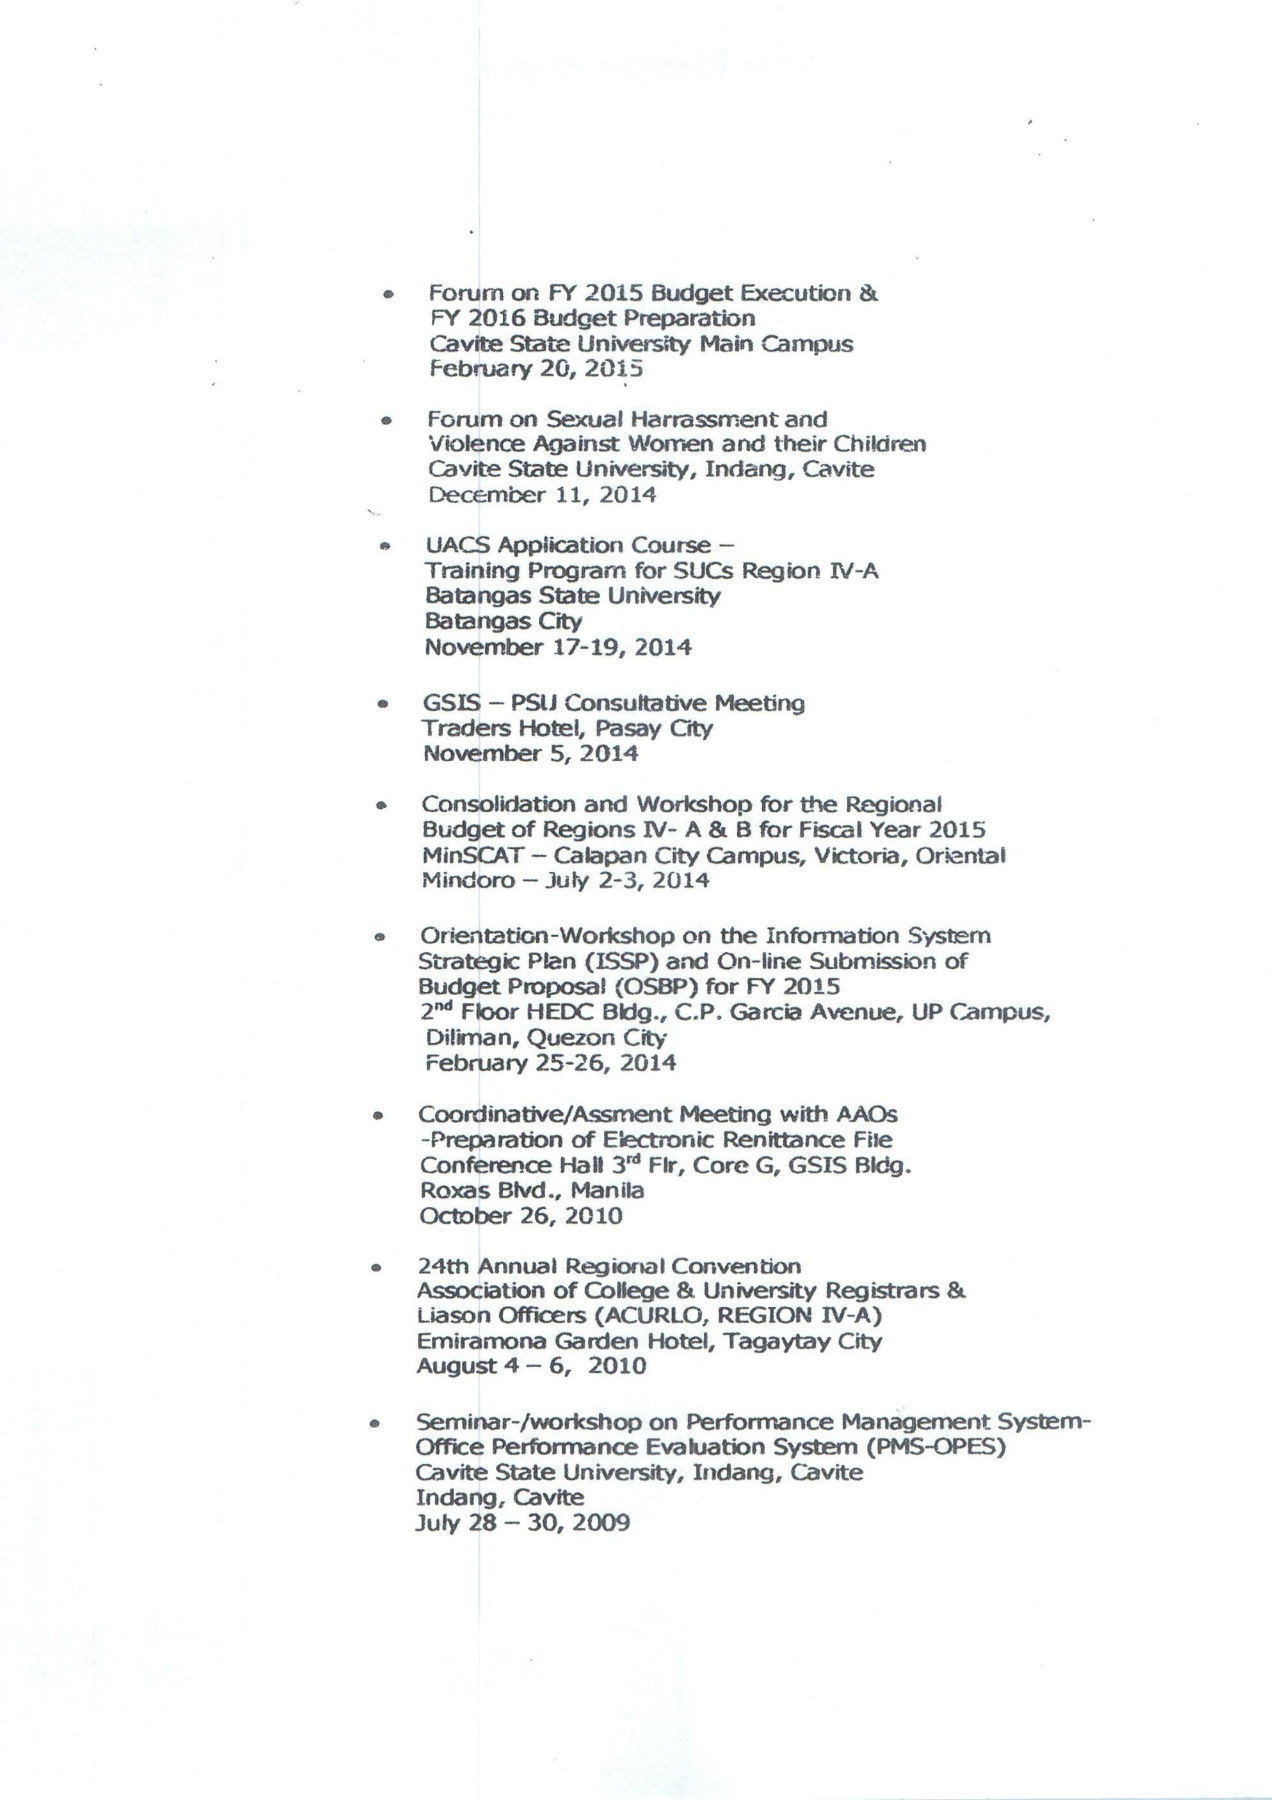 • Forum on FY 2015 Budget Execution &
FY 2016 Budget Preparation
Cavite State University Main Campus
February 20, 2015
• Forum on Sexual Harrassment and
Violence Against Women and their Children
Cavite State University, Indang, Cavite
December 11, 2014
• UACS Application Course –
Training Program for SUCs Region IV-A
Batangas State University
Batangas City
November 17-19, 2014
• GSIS – PSU Consultative Meeting
Traders Hotel, Pasay City
November 5, 2014
• Consolidation and Workshop for the Regional
Budget of Regions IV- A & B for Fiscal Year 2015
MinSCAT – Calapan City Campus, Victoria, Oriental
Mindoro – July 2-3, 2014
• Orientation-Workshop on the Information System
Strategic Plan (ISSP) and On-line Submission of
Budget Proposal (OSBP) for FY 2015
2nd Floor HEDC Bldg., C.P. Garcia Avenue, UP Campus,
Diliman, Quezon City
February 25-26, 2014
• Coordinative/Assment Meeting with AAOs
-Preparation of Electronic Renittance File
Conference Hall 3rd Flr, Core G, GSIS Bldg.
Roxas Blvd., Manila
October 26, 2010
• 24th Annual Regional Convention
Association of College & University Registrars &
Liason Officers (ACURLO, REGION IV-A)
Emiramona Garden Hotel, Tagaytay City
August 4 – 6, 2010
• Seminar-/workshop on Performance Management System-
Office Performance Evaluation System (PMS-OPES)
Cavite State University, Indang, Cavite
Indang, Cavite
July 28 – 30, 2009